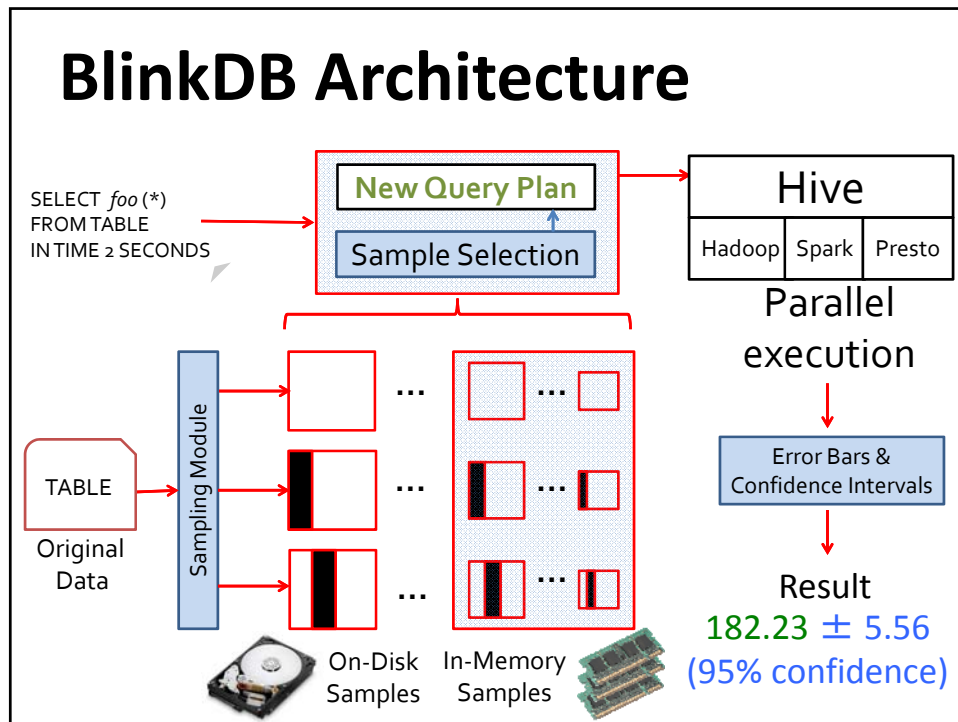 BlinkDB Architecture
SELECT foo (*)
FROM TABLE
IN TIME 2 SECONDS
New Query Plan
Sample Selection
Hive
Hadoop
Spark
Presto
Parallel
execution
...
...
...
...
...
...
Sampling Module
TABLE
Original
Data
Error Bars &
Confidence Intervals
Result
182.23 ± 5.56
(95% confidence)
On-Disk
Samples
In-Memory
Samples